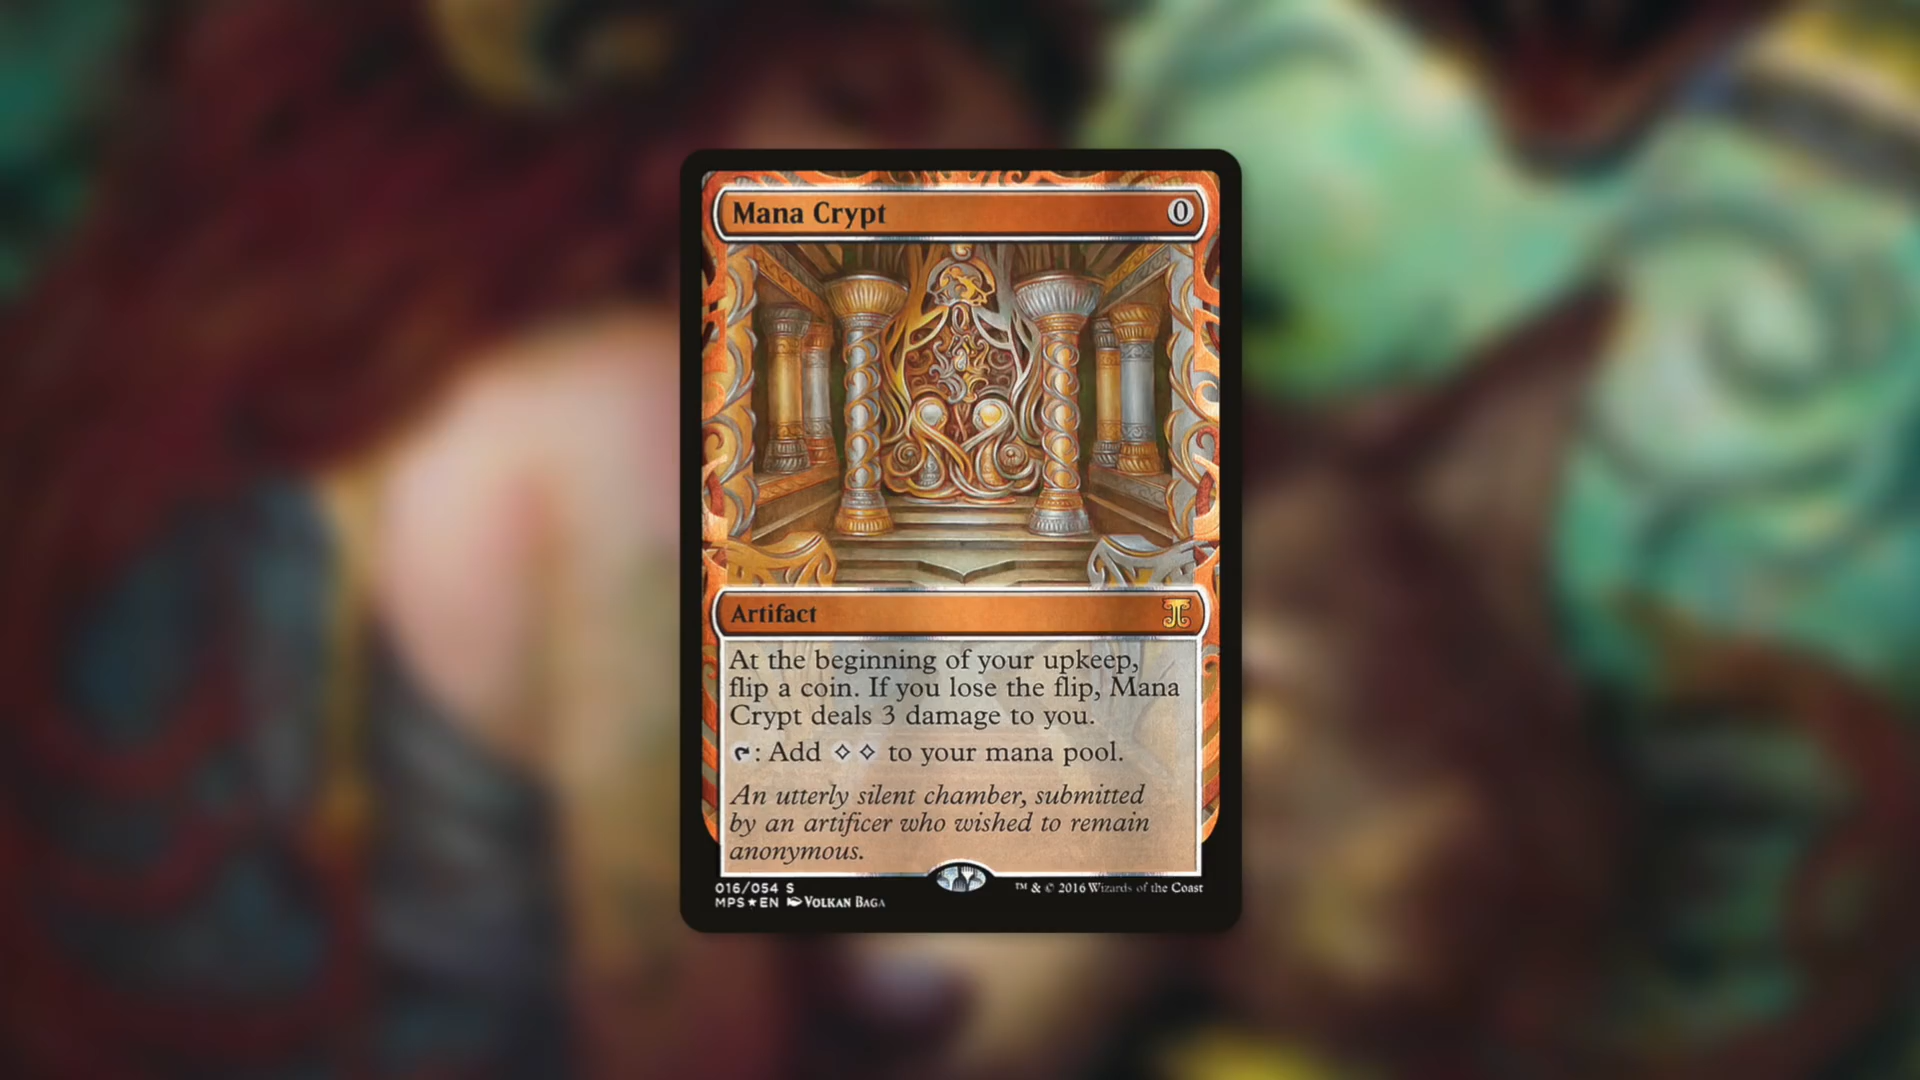 Mana Crypt 0
Artifact
At the beginning of your upkeep,
flip a coin. If you lose the flip, Mana
Crypt deals 3 damage to you.
: Add to your mana pool.
An utterly silent chamber, submitted
by an artificer who wished to remain
anonymous.
016/054 S
MPS★EN VOLKAN BAGA
™ & © 2016 Wizards of the Coast